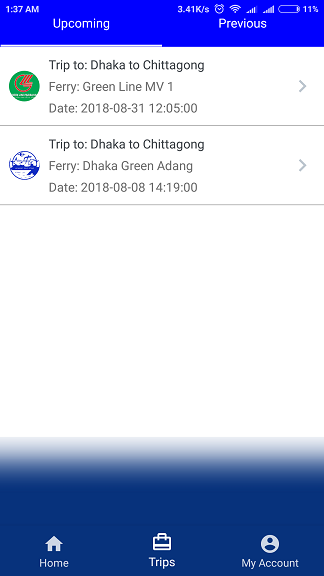 1:37 AM 3.41K/s 11%
Upcoming Previous
Trip to: Dhaka to Chittagong
Ferry: Green Line MV 1
Date: 2018-08-31 12:05:00
Trip to: Dhaka to Chittagong
Ferry: Dhaka Green Adang
Date: 2018-08-08 14:19:00
Home Trips My Account